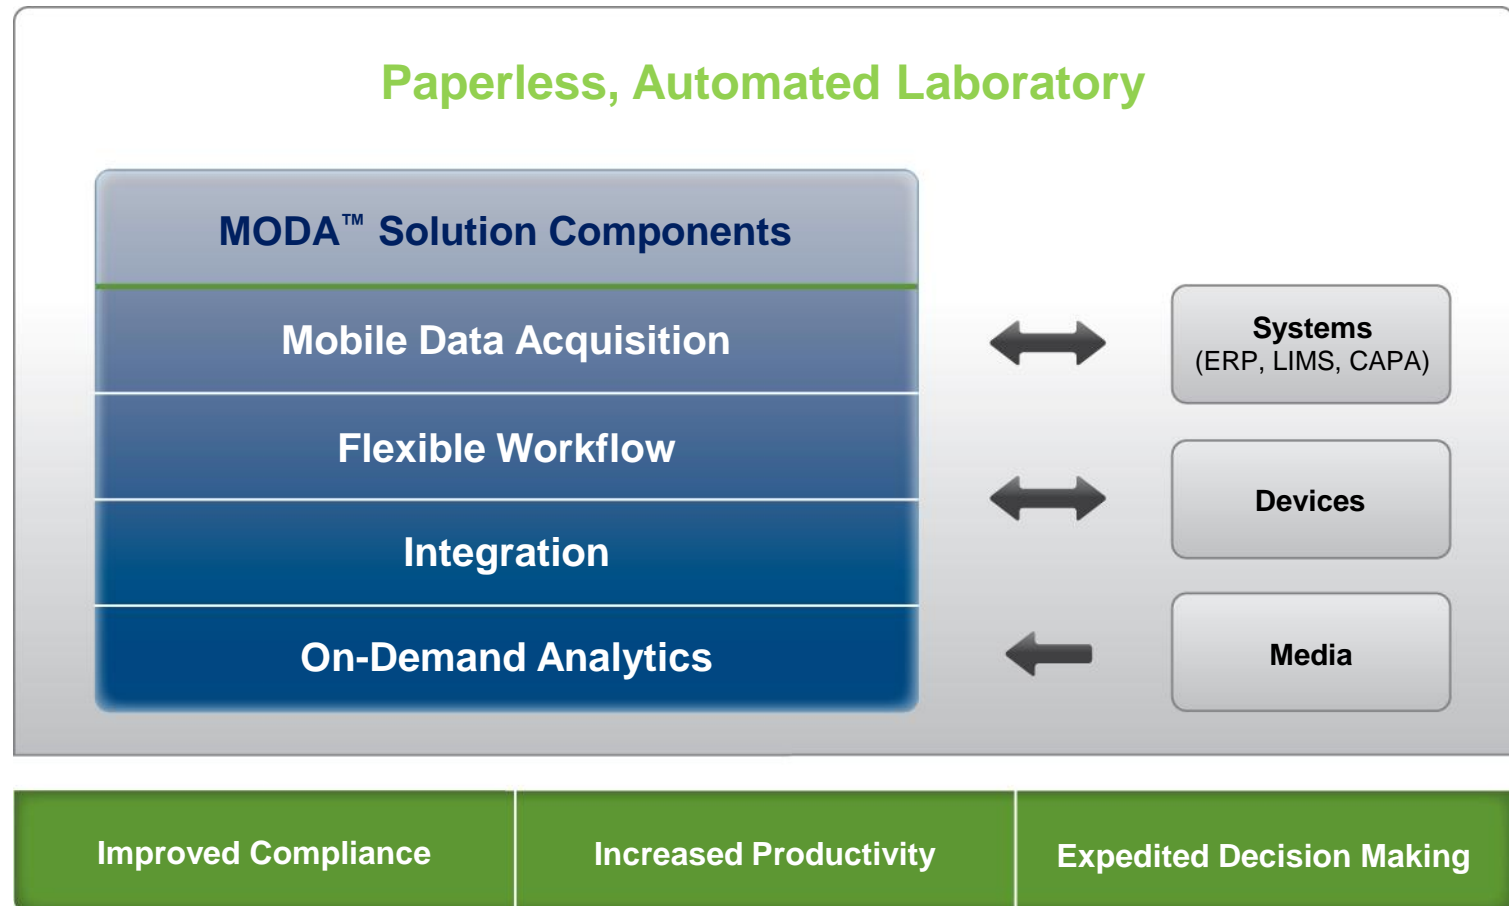 Paperless, Automated Laboratory
MODA™ Solution Components
Mobile Data Acquisition
Flexible Workflow
Integration
On-Demand Analytics
Systems
(ERP, LIMS, CAPA)
Devices
Media
Improved Compliance
Increased Productivity
Expedited Decision Making